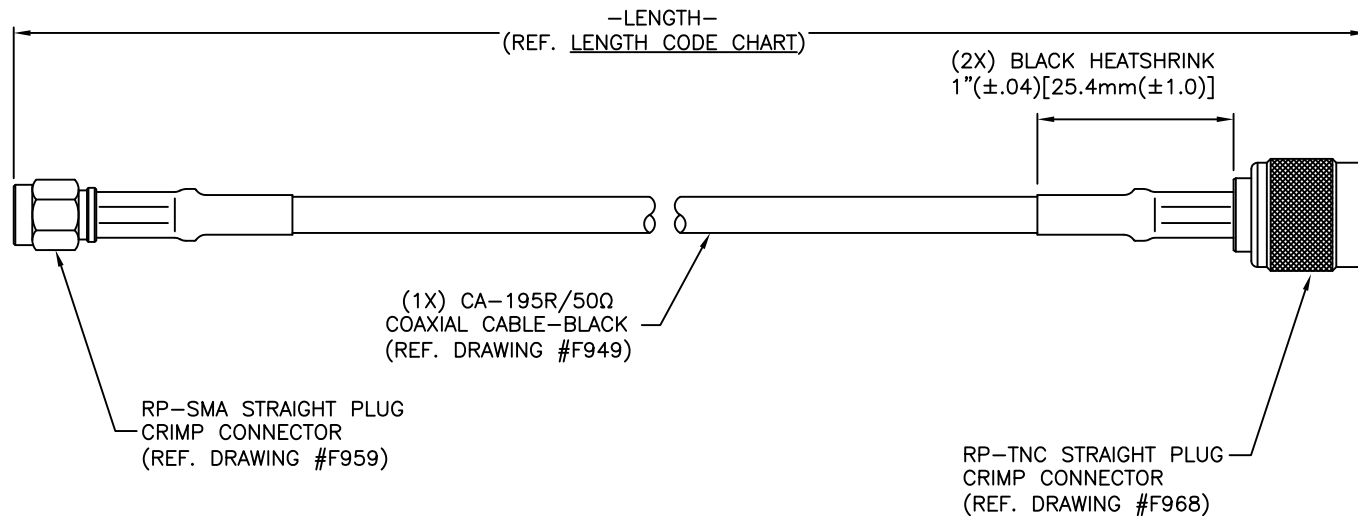 -LENGTH-
(REF. LENGTH CODE CHART)
(2X) BLACK HEATSHRINK
1"(±.04)[25.4mm(±1.0)]
(1X) CA-195R/50Ω
COAXIAL CABLE-BLACK
(REF. DRAWING #F949)
RP-SMA STRAIGHT PLUG
CRIMP CONNECTOR
(REF. DRAWING #F959)
RP-TNC STRAIGHT PLUG
CRIMP CONNECTOR
(REF. DRAWING #F968)